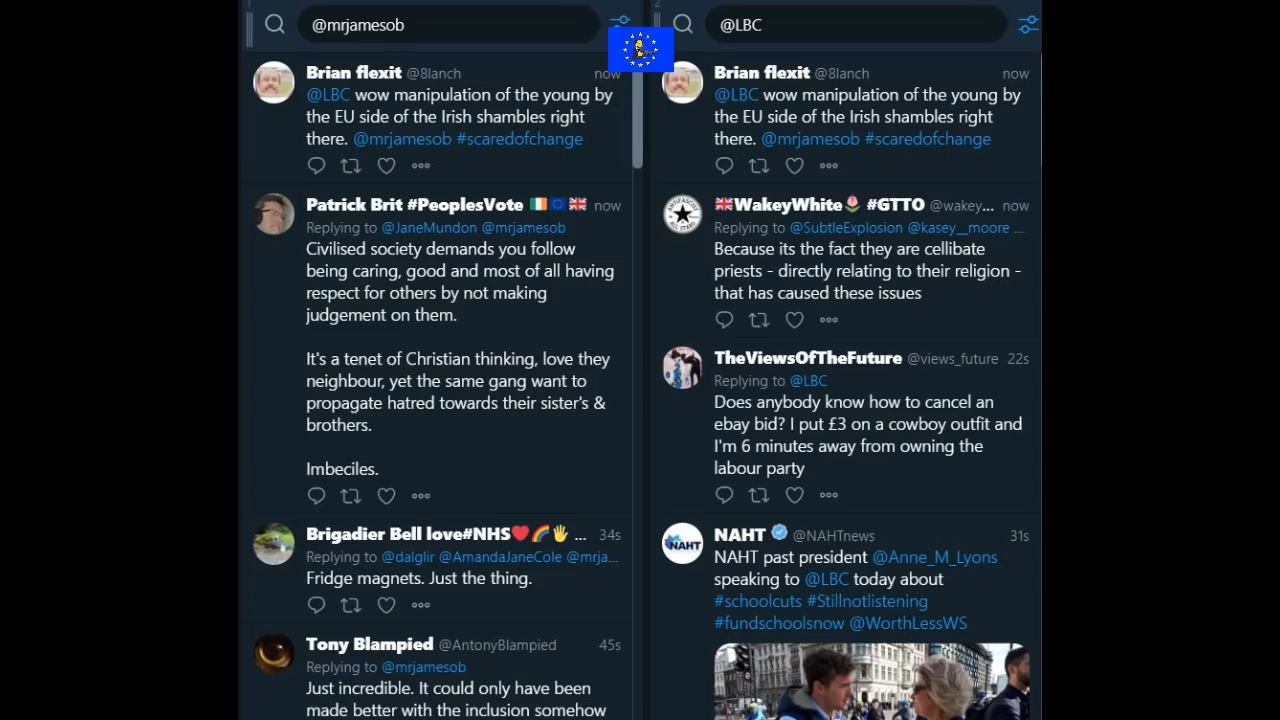 1
@mrjamesob
Brian flexit @8lanch now
@LBC wow manipulation of the young by
the EU side of the Irish shambles right
there. @mrjamesob #scaredofchange
Patrick Brit #PeoplesVote 🇮🇪🇪🇺🇬🇧 now
Replying to @JaneMundon @mrjamesob
Civilised society demands you follow
being caring, good and most of all having
respect for others by not making
judgement on them.
It's a tenet of Christian thinking, love they
neighbour, yet the same gang want to
propagate hatred towards their sister's &
brothers.
Imbeciles.
Brigadier Bell love#NHS❤️🌈🖐 ... 34s
Replying to @dalglir @AmandaJaneCole @mrja...
Fridge magnets. Just the thing.
Tony Blampied @AntonyBlampied 45s
Replying to @mrjamesob
Just incredible. It could only have been
made better with the inclusion somehow
2
@LBC
Brian flexit @8lanch now
@LBC wow manipulation of the young by
the EU side of the Irish shambles right
there. @mrjamesob #scaredofchange
🇬🇧WakeyWhite🌷 #GTTO @wakey... now
Replying to @SubtleExplosion @kasey__moore ...
Because its the fact they are cellibate
priests - directly relating to their religion -
that has caused these issues
TheViewsOfTheFuture @views_future 22s
Replying to @LBC
Does anybody know how to cancel an
ebay bid? I put £3 on a cowboy outfit and
I'm 6 minutes away from owning the
labour party
NAHT
NAHT @NAHTnews 31s
NAHT past president @Anne_M_Lyons
speaking to @LBC today about
#schoolcuts #Stillnotlistening
#fundschoolsnow @WorthLessWS